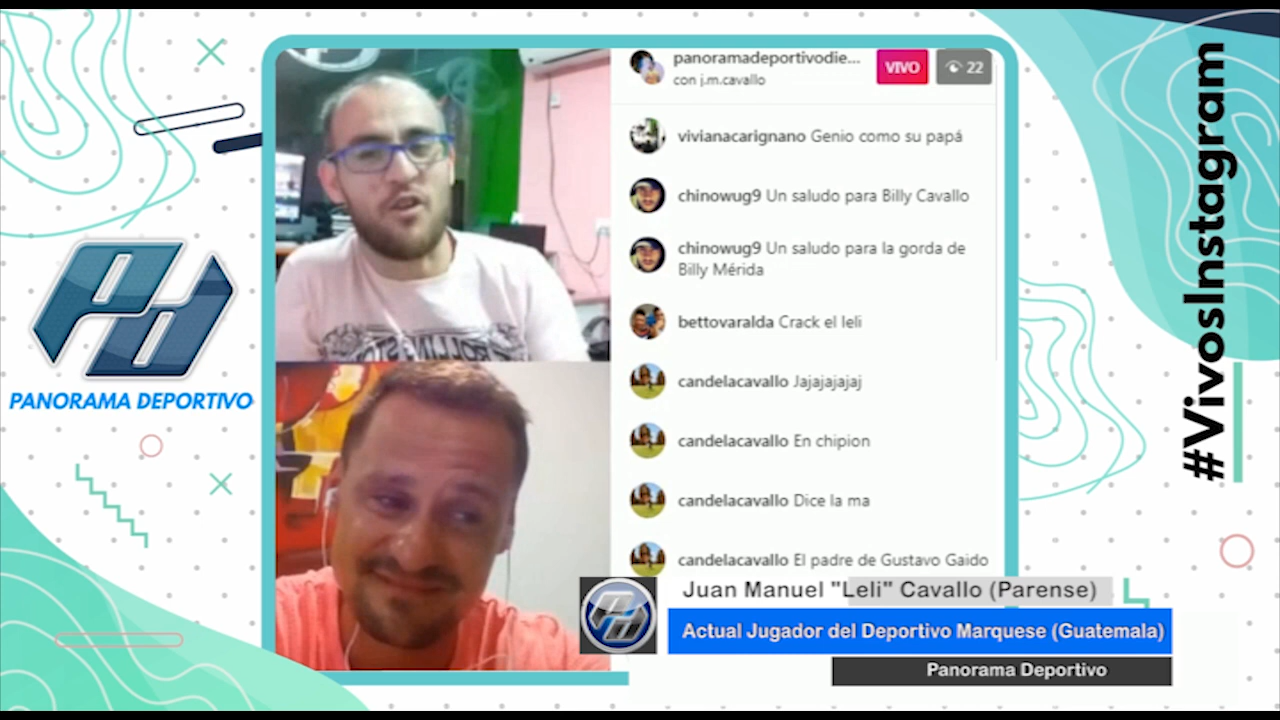 panoramadeportivodie...
VIVO
22
con j.m.cavallo
vivianacarignano Genio como su papá
chinowug9 Un saludo para Billy Cavallo
chinowug9 Un saludo para la gorda de
Billy Mérida
bettovaralda Crack el leli
candelacavallo Jajajajajaj
candelacavallo En chipion
candelacavallo Dice la ma
candelacavallo El padre de Gustavo Gaido
PD
PANORAMA DEPORTIVO
#VivosInstagram
Juan Manuel "Leli" Cavallo (Parense)
Actual Jugador del Deportivo Marquese (Guatemala)
Panorama Deportivo